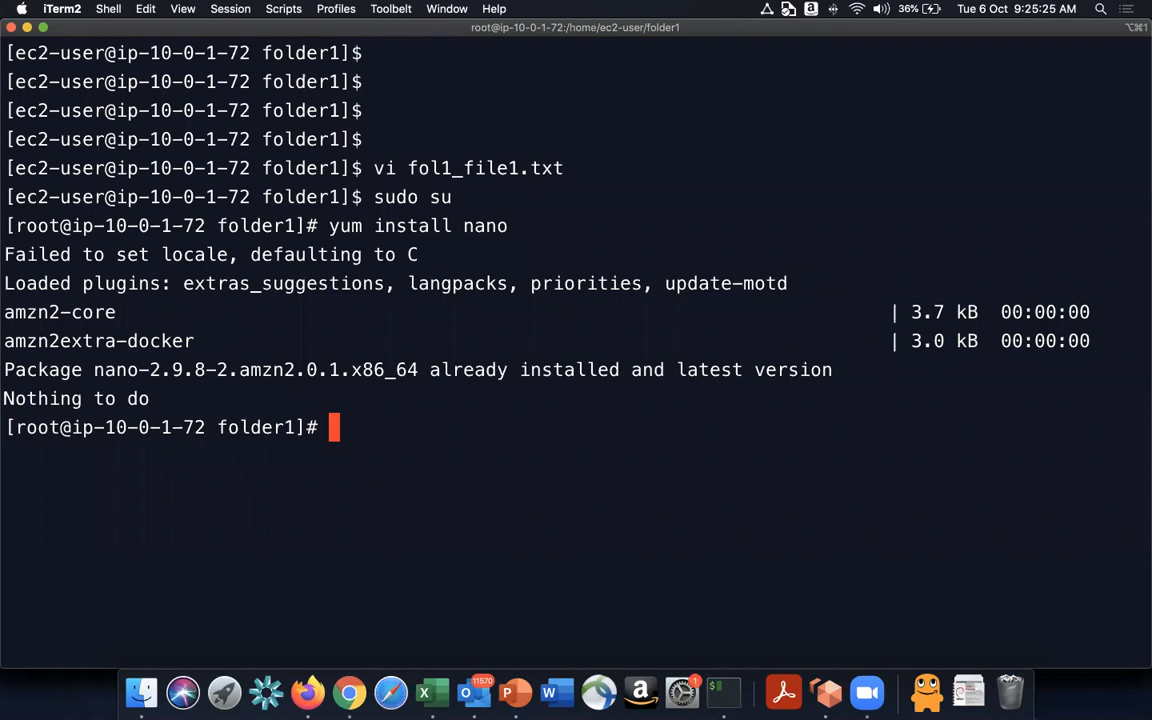 iTerm2 Shell Edit View Session Scripts Profiles Toolbelt Window Help 36% Tue 6 Oct 9:25:25 AM
root@ip-10-0-1-72:/home/ec2-user/folder1 ⌥⌘1
[ec2-user@ip-10-0-1-72 folder1]$
[ec2-user@ip-10-0-1-72 folder1]$
[ec2-user@ip-10-0-1-72 folder1]$
[ec2-user@ip-10-0-1-72 folder1]$
[ec2-user@ip-10-0-1-72 folder1]$ vi fol1_file1.txt
[ec2-user@ip-10-0-1-72 folder1]$ sudo su
[root@ip-10-0-1-72 folder1]# yum install nano
Failed to set locale, defaulting to C
Loaded plugins: extras_suggestions, langpacks, priorities, update-motd
amzn2-core | 3.7 kB 00:00:00
amzn2extra-docker | 3.0 kB 00:00:00
Package nano-2.9.8-2.amzn2.0.1.x86_64 already installed and latest version
Nothing to do
[root@ip-10-0-1-72 folder1]#
11570
1